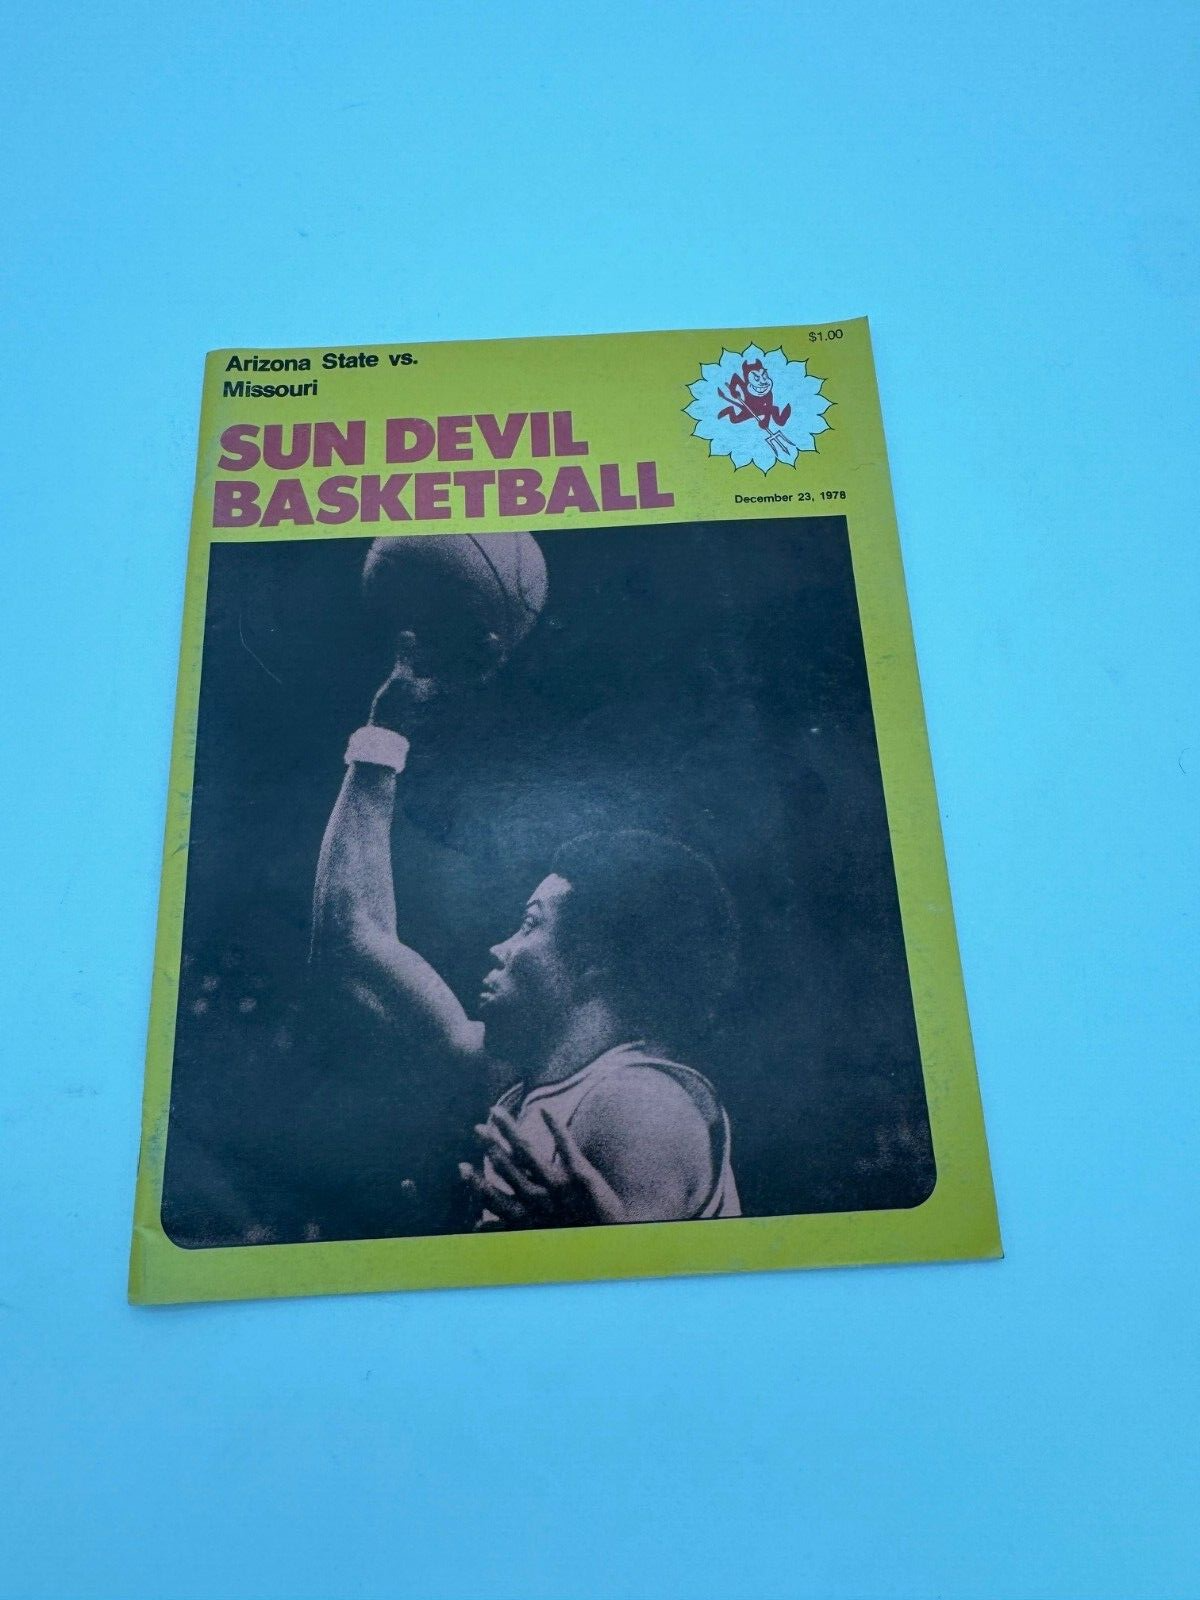 $1.00
Arizona State vs.
Missouri
SUN DEVIL
BASKETBALL
December 23, 1978